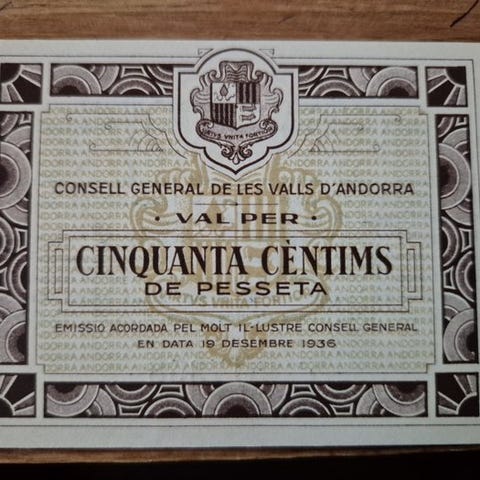 VIRTVS VNITA FORTIOR
CONSELL GENERAL DE LES VALLS D'ANDORRA
· VAL PER ·
CINQUANTA CÈNTIMS
DE PESSETA
EMISSIO ACORDADA PEL MOLT IL·LUSTRE CONSELL GENERAL
EN DATA 19 DESEMBRE 1936